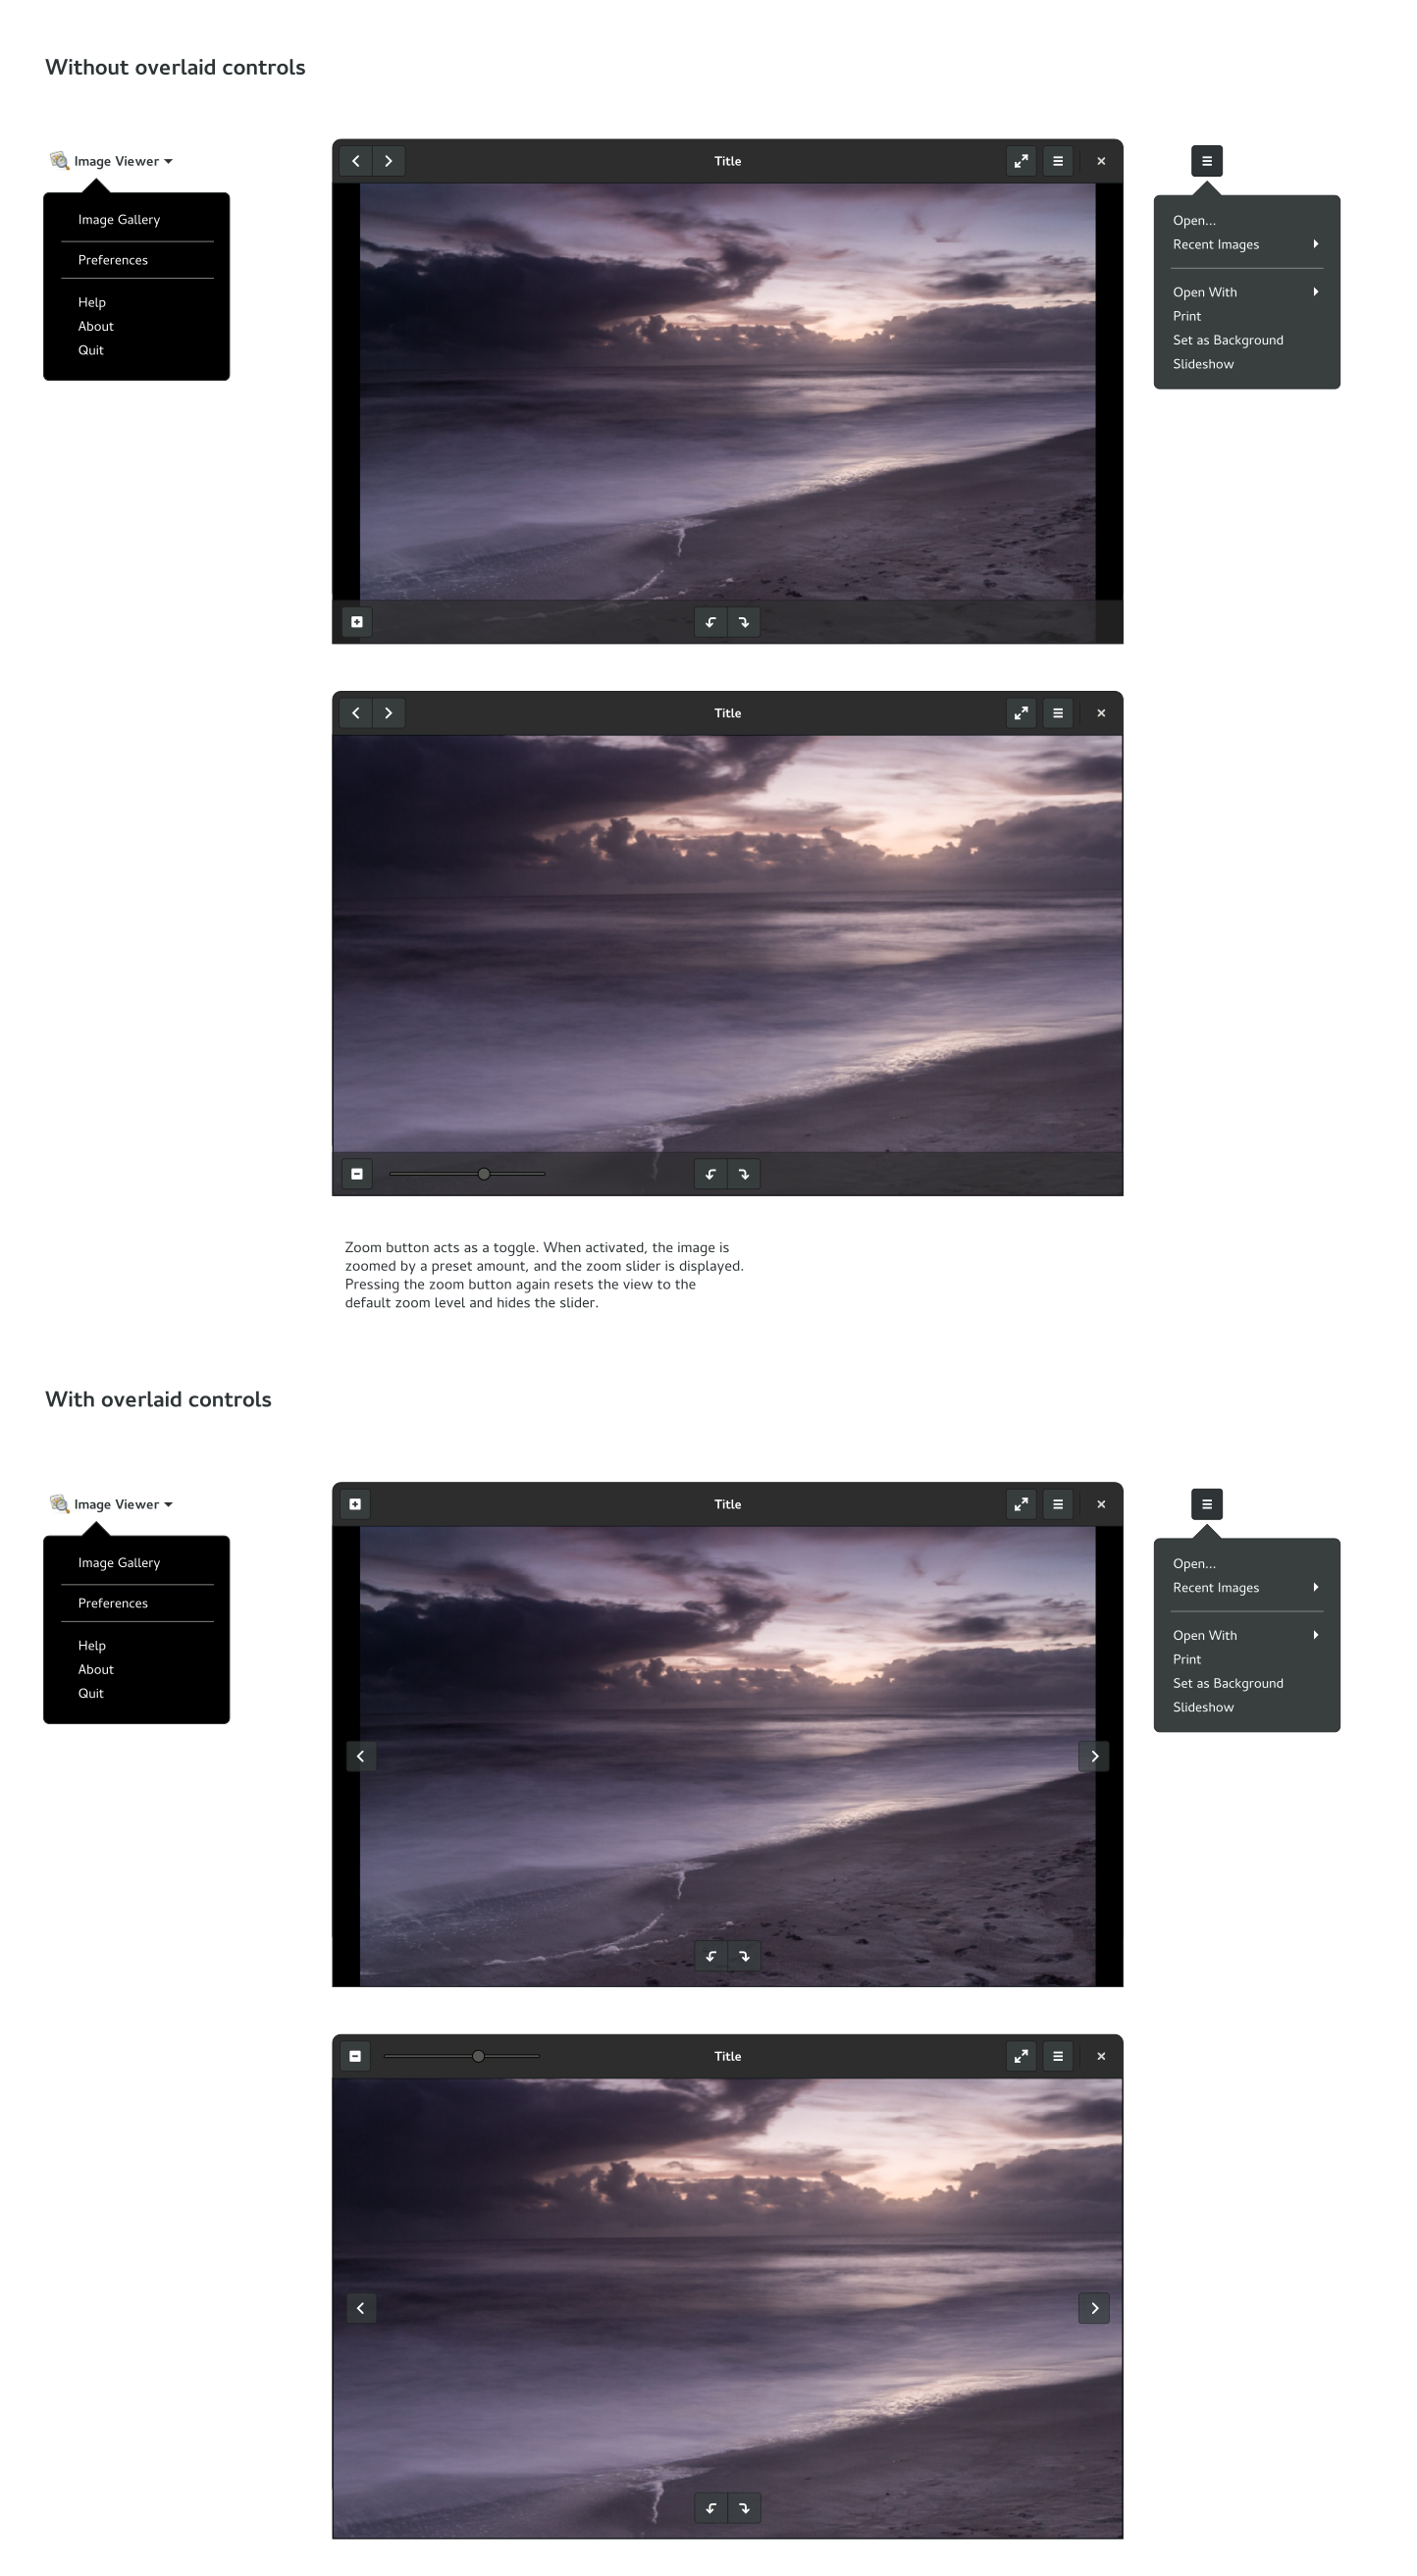 Without overlaid controls
Image Viewer
Image Gallery
Preferences
Help
About
Quit
Title
Open...
Recent Images
Open With
Print
Set as Background
Slideshow
Title
Zoom button acts as a toggle. When activated, the image is
zoomed by a preset amount, and the zoom slider is displayed.
Pressing the zoom button again resets the view to the
default zoom level and hides the slider.
With overlaid controls
Image Viewer
Image Gallery
Preferences
Help
About
Quit
Title
Open...
Recent Images
Open With
Print
Set as Background
Slideshow
Title